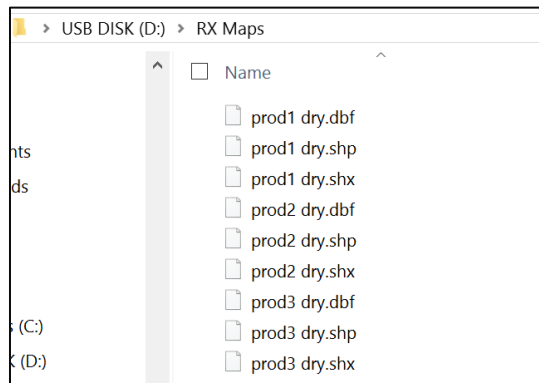 USB DISK (D:) > RX Maps
Name
prod1 dry.dbf
prod1 dry.shp
nts
prod1 dry.shx
ds
prod2 dry.dbf
prod2 dry.shp
prod2 dry.shx
prod3 dry.dbf
(C:)
prod3 dry.shp
(D:)
prod3 dry.shx